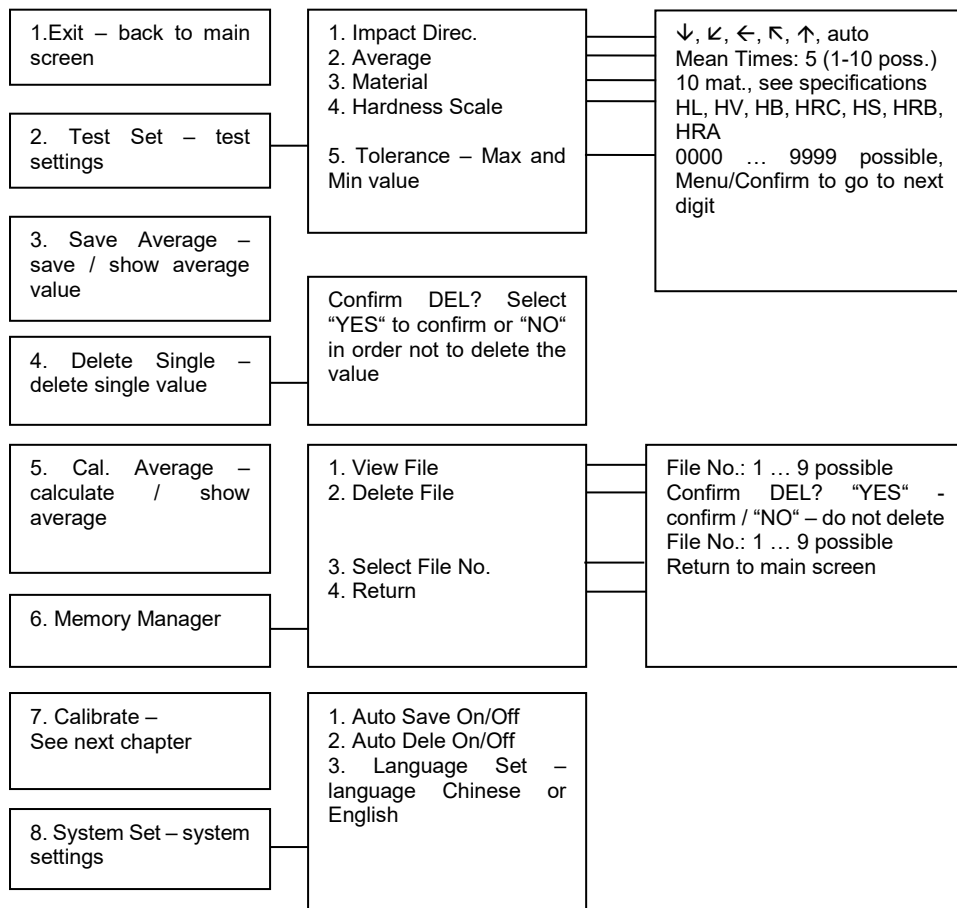 1.Exit – back to main
screen
1. Impact Direc.
2. Average
3. Material
4. Hardness Scale
5. Tolerance – Max and
Min value
↓, ↙, ←, ↖, ↑, auto
Mean Times: 5 (1-10 poss.)
10 mat., see specifications
HL, HV, HB, HRC, HS, HRB,
HRA
0000 … 9999 possible,
Menu/Confirm to go to next
digit
2. Test Set – test
settings
3. Save Average –
save / show average
value
4. Delete Single –
delete single value
Confirm DEL? Select
“YES“ to confirm or “NO“
in order not to delete the
value
5. Cal. Average –
calculate / show
average
1. View File
2. Delete File
3. Select File No.
4. Return
File No.: 1 … 9 possible
Confirm DEL? “YES“ -
confirm / “NO“ – do not delete
File No.: 1 … 9 possible
Return to main screen
6. Memory Manager
7. Calibrate –
See next chapter
1. Auto Save On/Off
2. Auto Dele On/Off
3. Language Set –
language Chinese or
English
8. System Set – system
settings